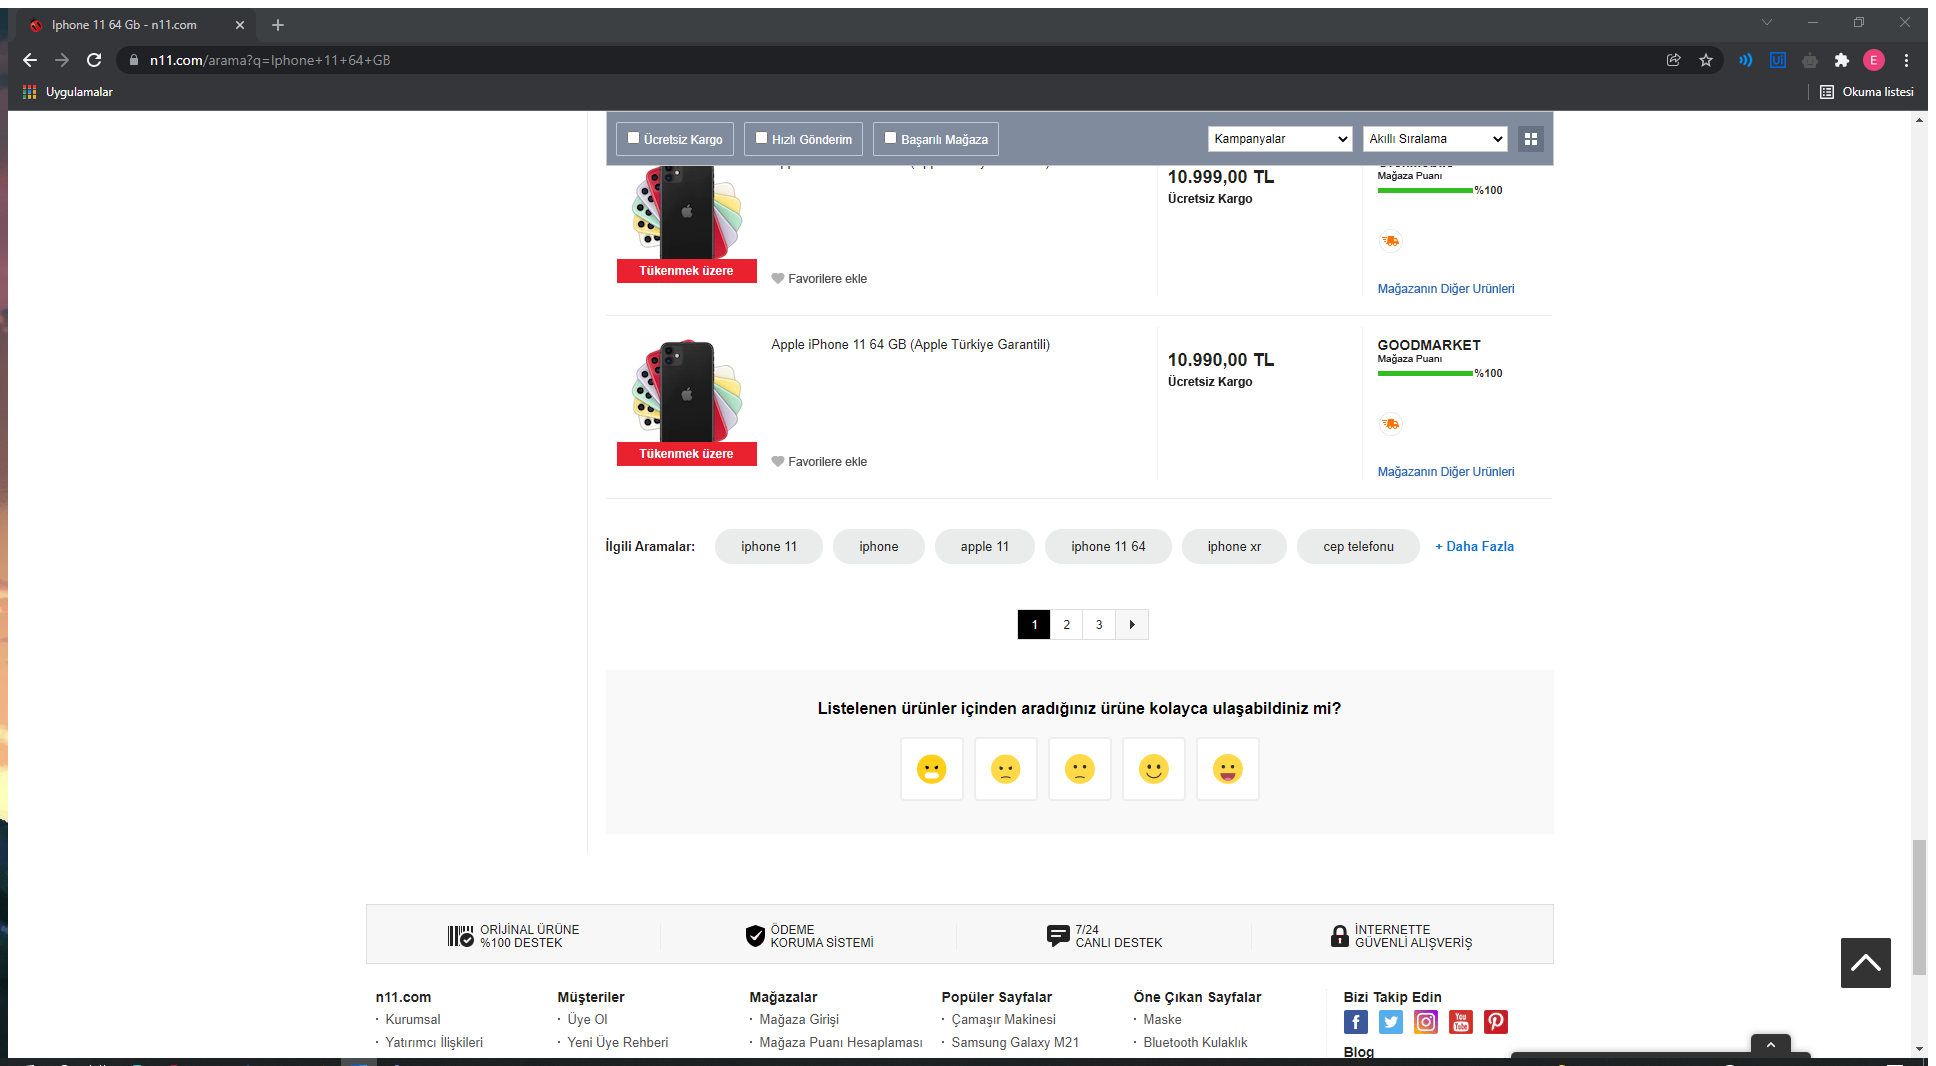 Iphone 11 64 Gb - n11.com
n11.com/arama?q=Iphone+11+64+GB
E
Uygulamalar
Okuma listesi
Ücretsiz Kargo
Hızlı Gönderim
Başarılı Mağaza
Kampanyalar
Akıllı Sıralama
10.999,00 TL
Ücretsiz Kargo
Mağaza Puanı
%100
Tükenmek üzere
Favorilere ekle
Mağazanın Diğer Ürünleri
Apple iPhone 11 64 GB (Apple Türkiye Garantili)
10.990,00 TL
Ücretsiz Kargo
GOODMARKET
Mağaza Puanı
%100
Tükenmek üzere
Favorilere ekle
Mağazanın Diğer Ürünleri
İlgili Aramalar:
iphone 11
iphone
apple 11
iphone 11 64
iphone xr
cep telefonu
+ Daha Fazla
1 2 3
Listelenen ürünler içinden aradığınız ürüne kolayca ulaşabildiniz mi?
ORİJİNAL ÜRÜNE
%100 DESTEK
ÖDEME
KORUMA SİSTEMİ
7/24
CANLI DESTEK
İNTERNETTE
GÜVENLİ ALIŞVERİŞ
n11.com
· Kurumsal
· Yatırımcı İlişkileri
Müşteriler
· Üye Ol
· Yeni Üye Rehberi
Mağazalar
· Mağaza Girişi
· Mağaza Puanı Hesaplaması
Popüler Sayfalar
· Çamaşır Makinesi
· Samsung Galaxy M21
Öne Çıkan Sayfalar
· Maske
· Bluetooth Kulaklık
Bizi Takip Edin
You Tube
Blog